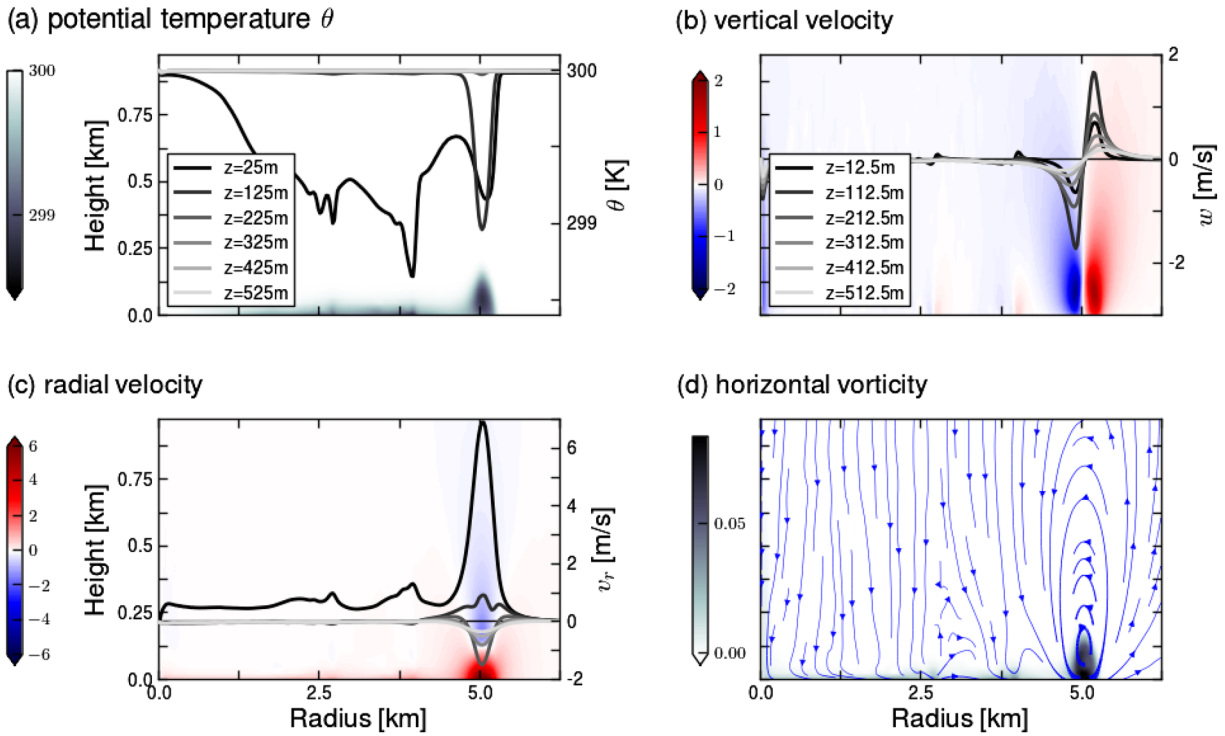 (a) potential temperature θ
300
299
Height [km]
0.75
0.5
0.25
0.0
z=25m
z=125m
z=225m
z=325m
z=425m
z=525m
300
299
θ [K]
(b) vertical velocity
2
1
0
−1
−2
z=12.5m
z=112.5m
z=212.5m
z=312.5m
z=412.5m
z=512.5m
2
0
-2
w [m/s]
(c) radial velocity
6
4
2
0
−2
−4
−6
Height [km]
0.75
0.5
0.25
0.0
6
4
2
0
-2
v_r [m/s]
0.0
2.5
5.0
Radius [km]
(d) horizontal vorticity
0.05
0.00
0.0
2.5
5.0
Radius [km]